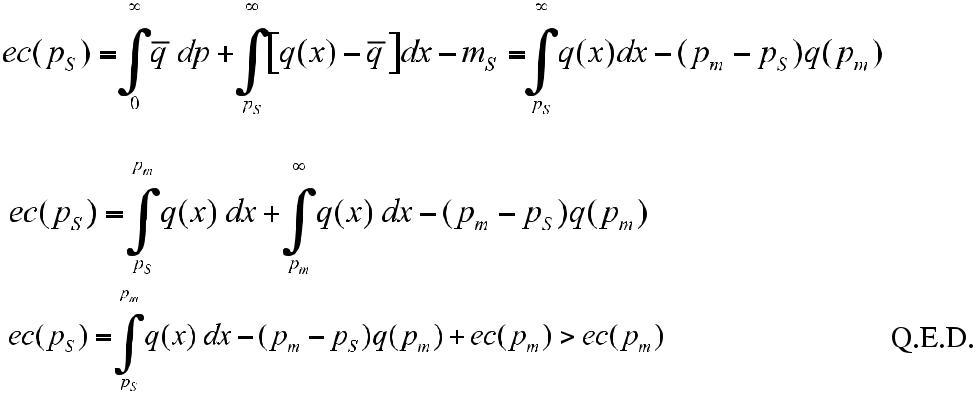 ec(p_S) = ∫_0^∞ q̅ dp + ∫_{p_S}^∞ [q(x) − q̅]dx − m_S = ∫_{p_S}^∞ q(x)dx − (p_m − p_S)q(p_m)
ec(p_S) = ∫_{p_S}^{p_m} q(x) dx + ∫_{p_m}^∞ q(x) dx − (p_m − p_S)q(p_m)
ec(p_S) = ∫_{p_S}^{p_m} q(x) dx − (p_m − p_S)q(p_m) + ec(p_m) > ec(p_m) Q.E.D.